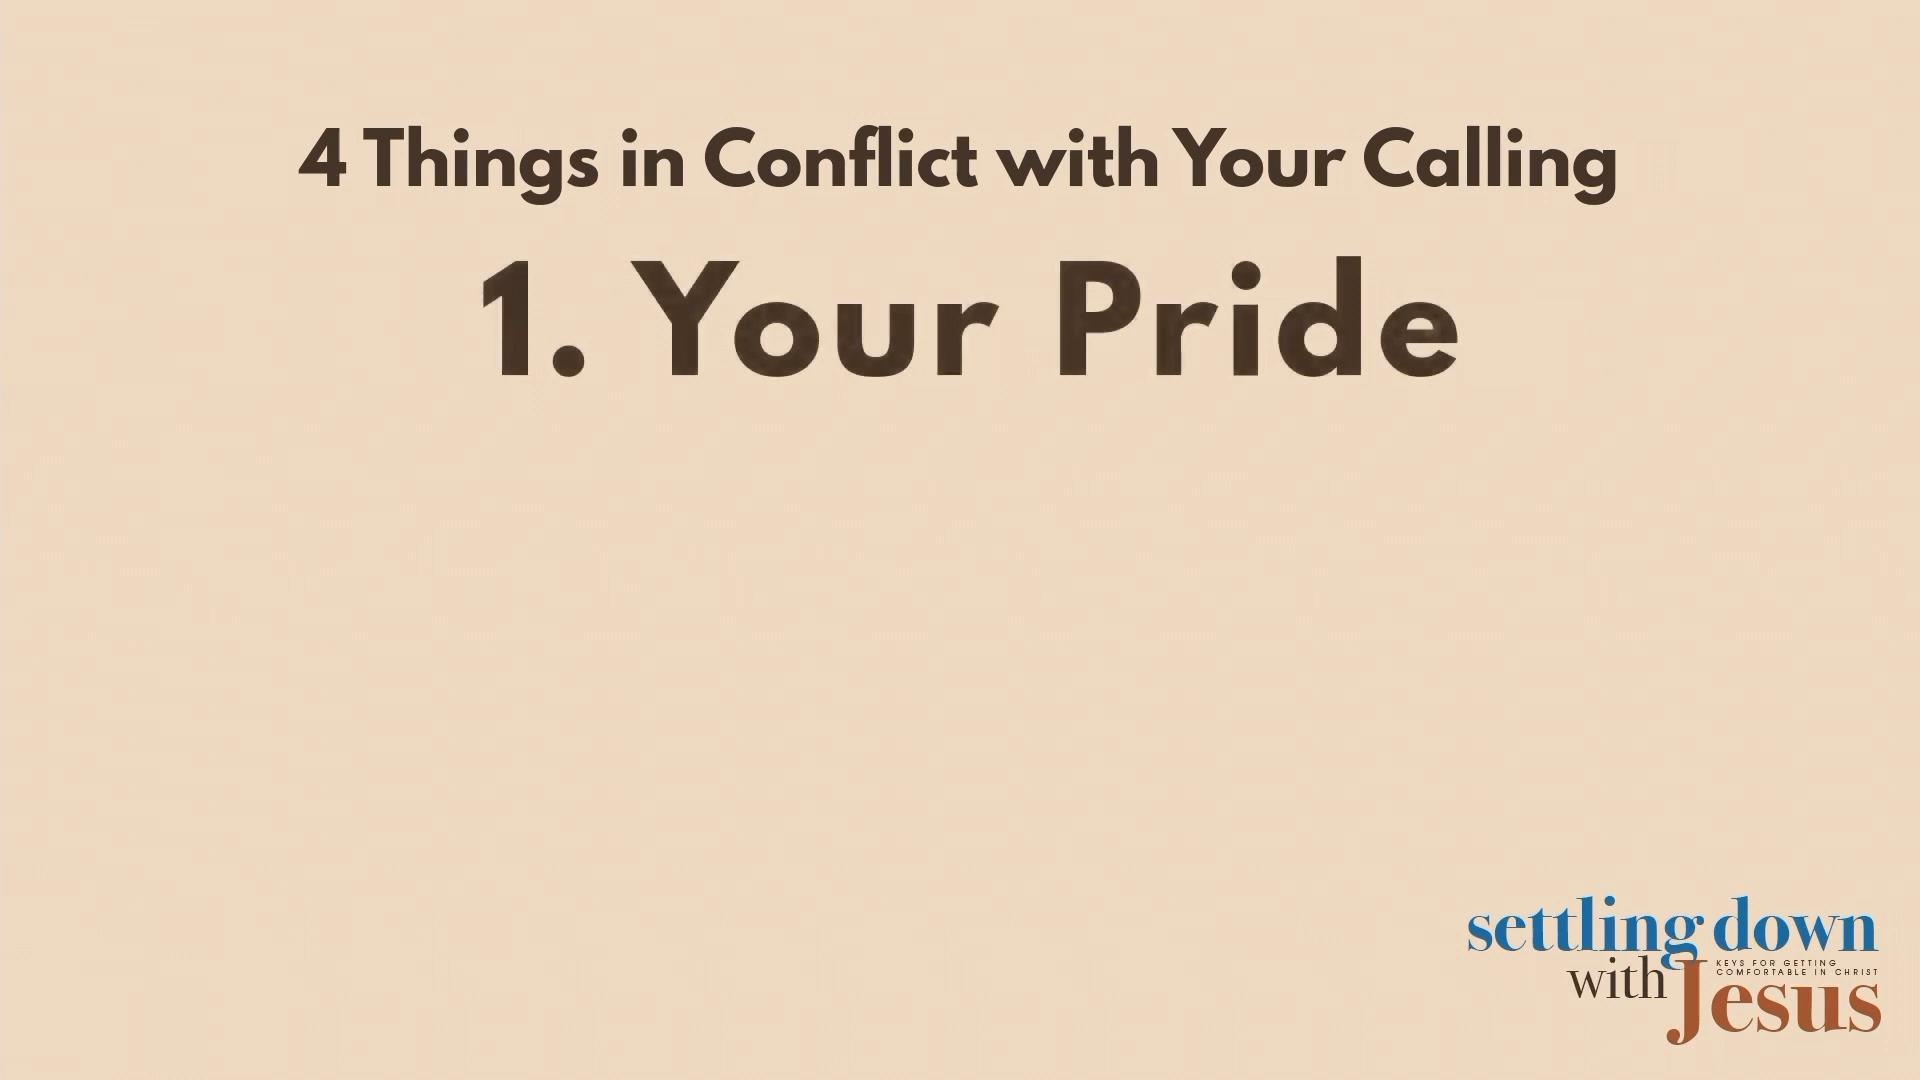 4 Things in Conflict with Your Calling
1. Your Pride
settling down
with Jesus
KEYS FOR GETTING
COMFORTABLE IN CHRIST